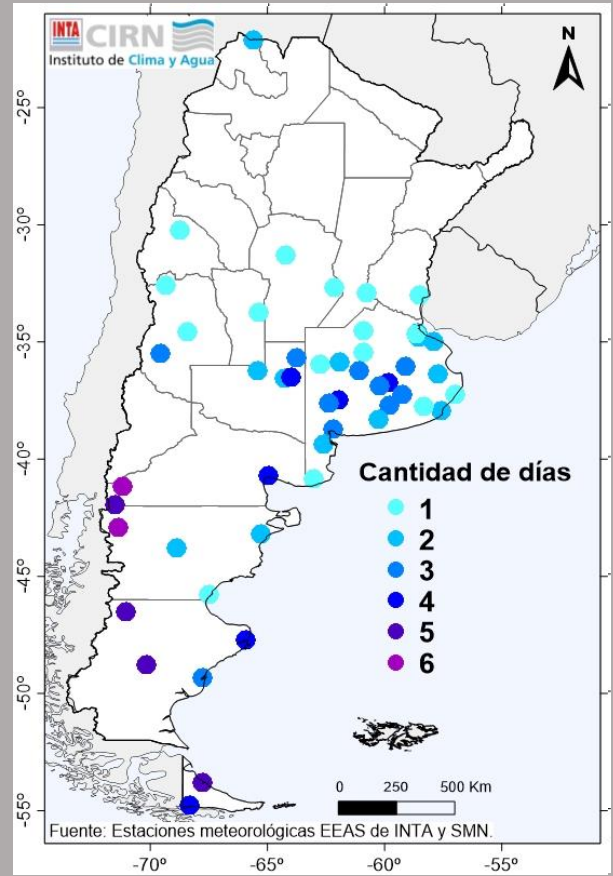 INTA CIRN
Instituto de Clima y Agua
N
-25°
-30°
-35°
-40°
-45°
-50°
-55°
Cantidad de días
1
2
3
4
5
6
0 250 500 Km
Fuente: Estaciones meteorológicas EEAS de INTA y SMN.
-70° -65° -60° -55°